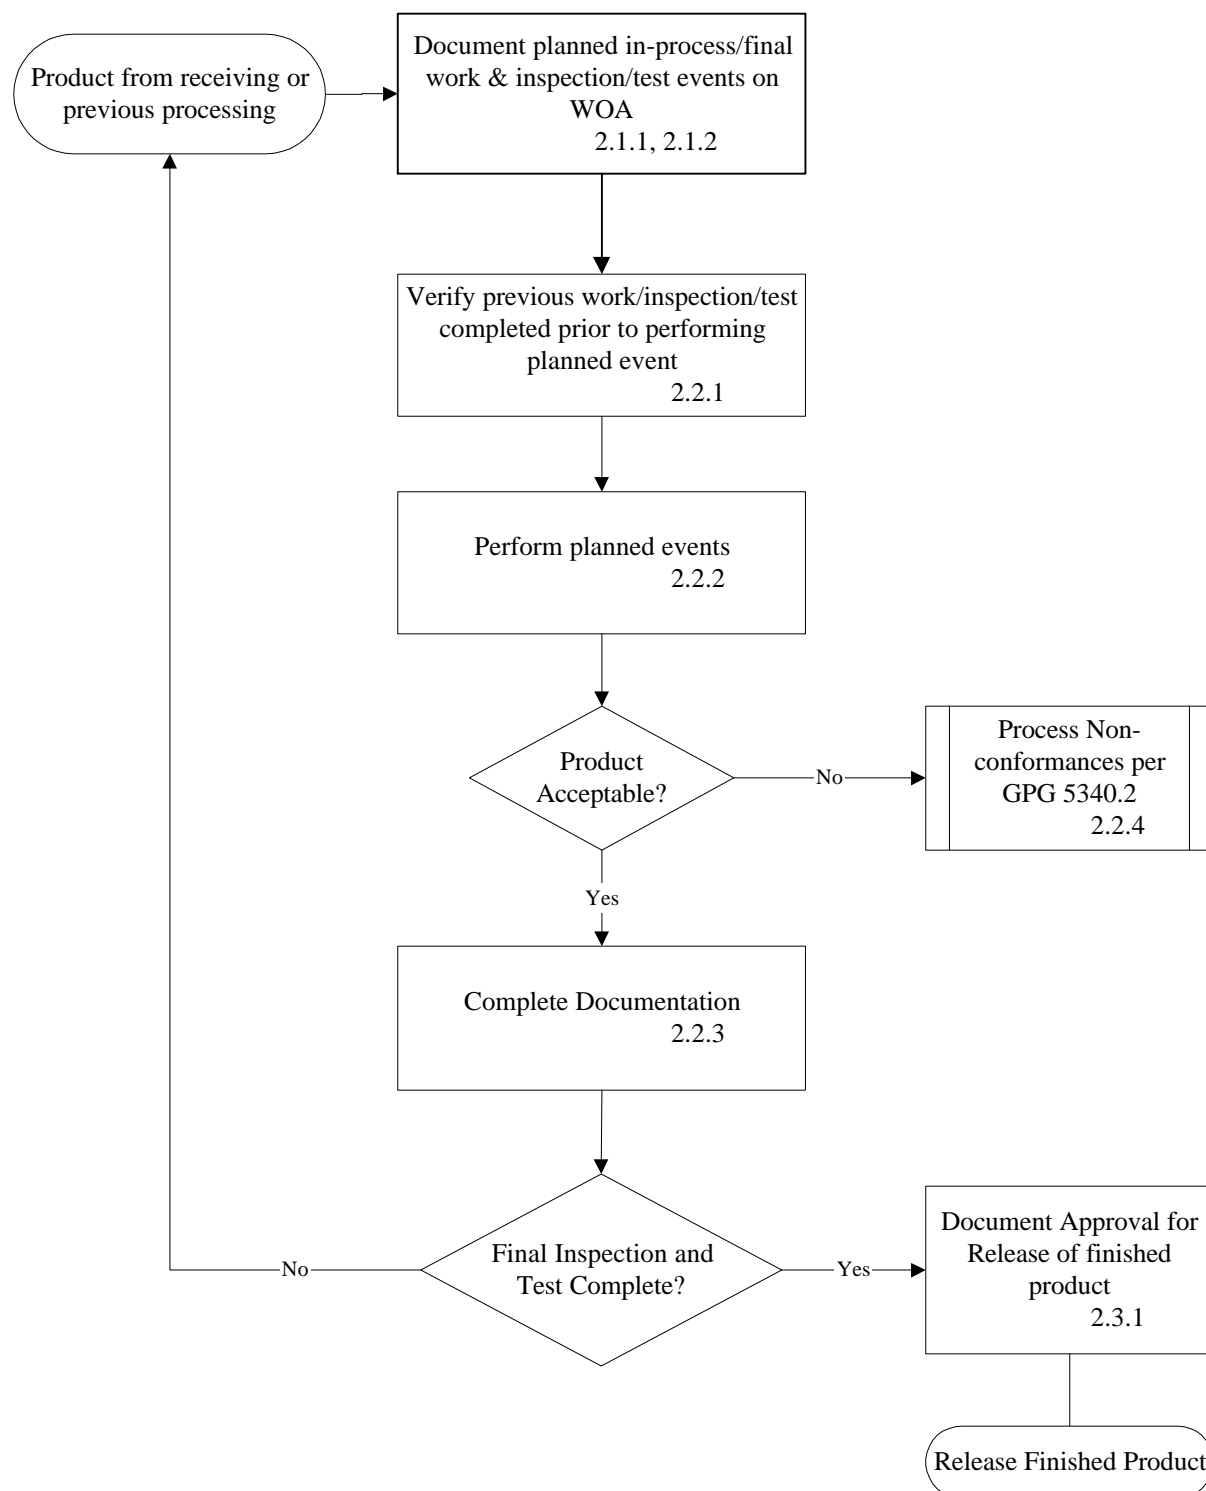 Product from receiving or
previous processing
Document planned in-process/final
work & inspection/test events on
WOA
2.1.1, 2.1.2
Verify previous work/inspection/test
completed prior to performing
planned event
2.2.1
Perform planned events
2.2.2
Product
Acceptable?
No
Process Non-
conformances per
GPG 5340.2
2.2.4
Yes
Complete Documentation
2.2.3
Final Inspection and
Test Complete?
No
Yes
Document Approval for
Release of finished
product
2.3.1
Release Finished Product